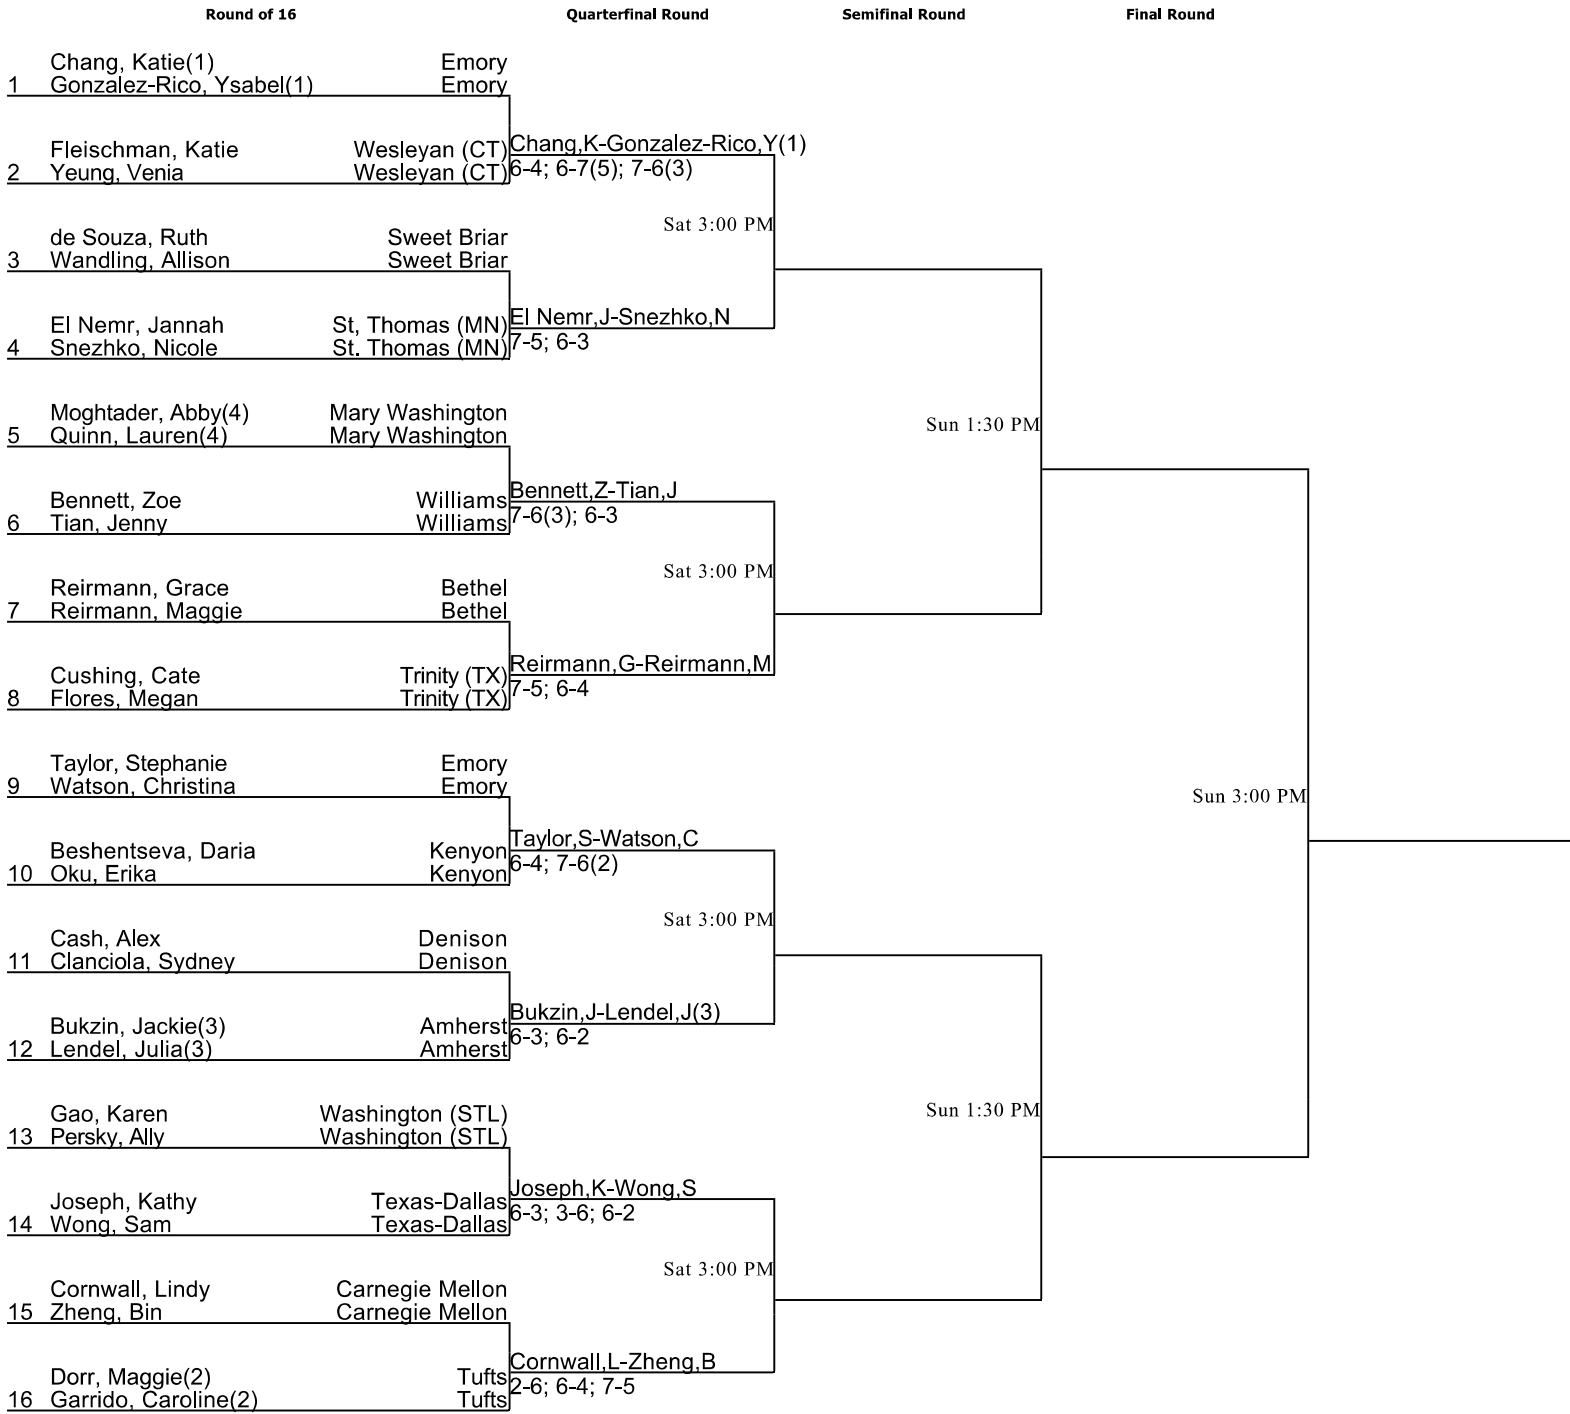 Round of 16 Quarterfinal Round Semifinal Round Final Round
Chang, Katie(1) Emory
1 Gonzalez-Rico, Ysabel(1) Emory
Chang,K-Gonzalez-Rico,Y(1)
6-4; 6-7(5); 7-6(3)
Fleischman, Katie Wesleyan (CT)
2 Yeung, Venia Wesleyan (CT)
Sat 3:00 PM
de Souza, Ruth Sweet Briar
3 Wandling, Allison Sweet Briar
El Nemr,J-Snezhko,N
7-5; 6-3
El Nemr, Jannah St, Thomas (MN)
4 Snezhko, Nicole St. Thomas (MN)
Sun 1:30 PM
Moghtader, Abby(4) Mary Washington
5 Quinn, Lauren(4) Mary Washington
Bennett,Z-Tian,J
7-6(3); 6-3
Bennett, Zoe Williams
6 Tian, Jenny Williams
Sat 3:00 PM
Reirmann, Grace Bethel
7 Reirmann, Maggie Bethel
Reirmann,G-Reirmann,M
7-5; 6-4
Cushing, Cate Trinity (TX)
8 Flores, Megan Trinity (TX)
Sun 3:00 PM
Taylor, Stephanie Emory
9 Watson, Christina Emory
Taylor,S-Watson,C
6-4; 7-6(2)
Beshentseva, Daria Kenyon
10 Oku, Erika Kenyon
Sat 3:00 PM
Cash, Alex Denison
11 Clanciola, Sydney Denison
Bukzin,J-Lendel,J(3)
6-3; 6-2
Bukzin, Jackie(3) Amherst
12 Lendel, Julia(3) Amherst
Sun 1:30 PM
Gao, Karen Washington (STL)
13 Persky, Ally Washington (STL)
Joseph,K-Wong,S
6-3; 3-6; 6-2
Joseph, Kathy Texas-Dallas
14 Wong, Sam Texas-Dallas
Sat 3:00 PM
Cornwall, Lindy Carnegie Mellon
15 Zheng, Bin Carnegie Mellon
Cornwall,L-Zheng,B
2-6; 6-4; 7-5
Dorr, Maggie(2) Tufts
16 Garrido, Caroline(2) Tufts